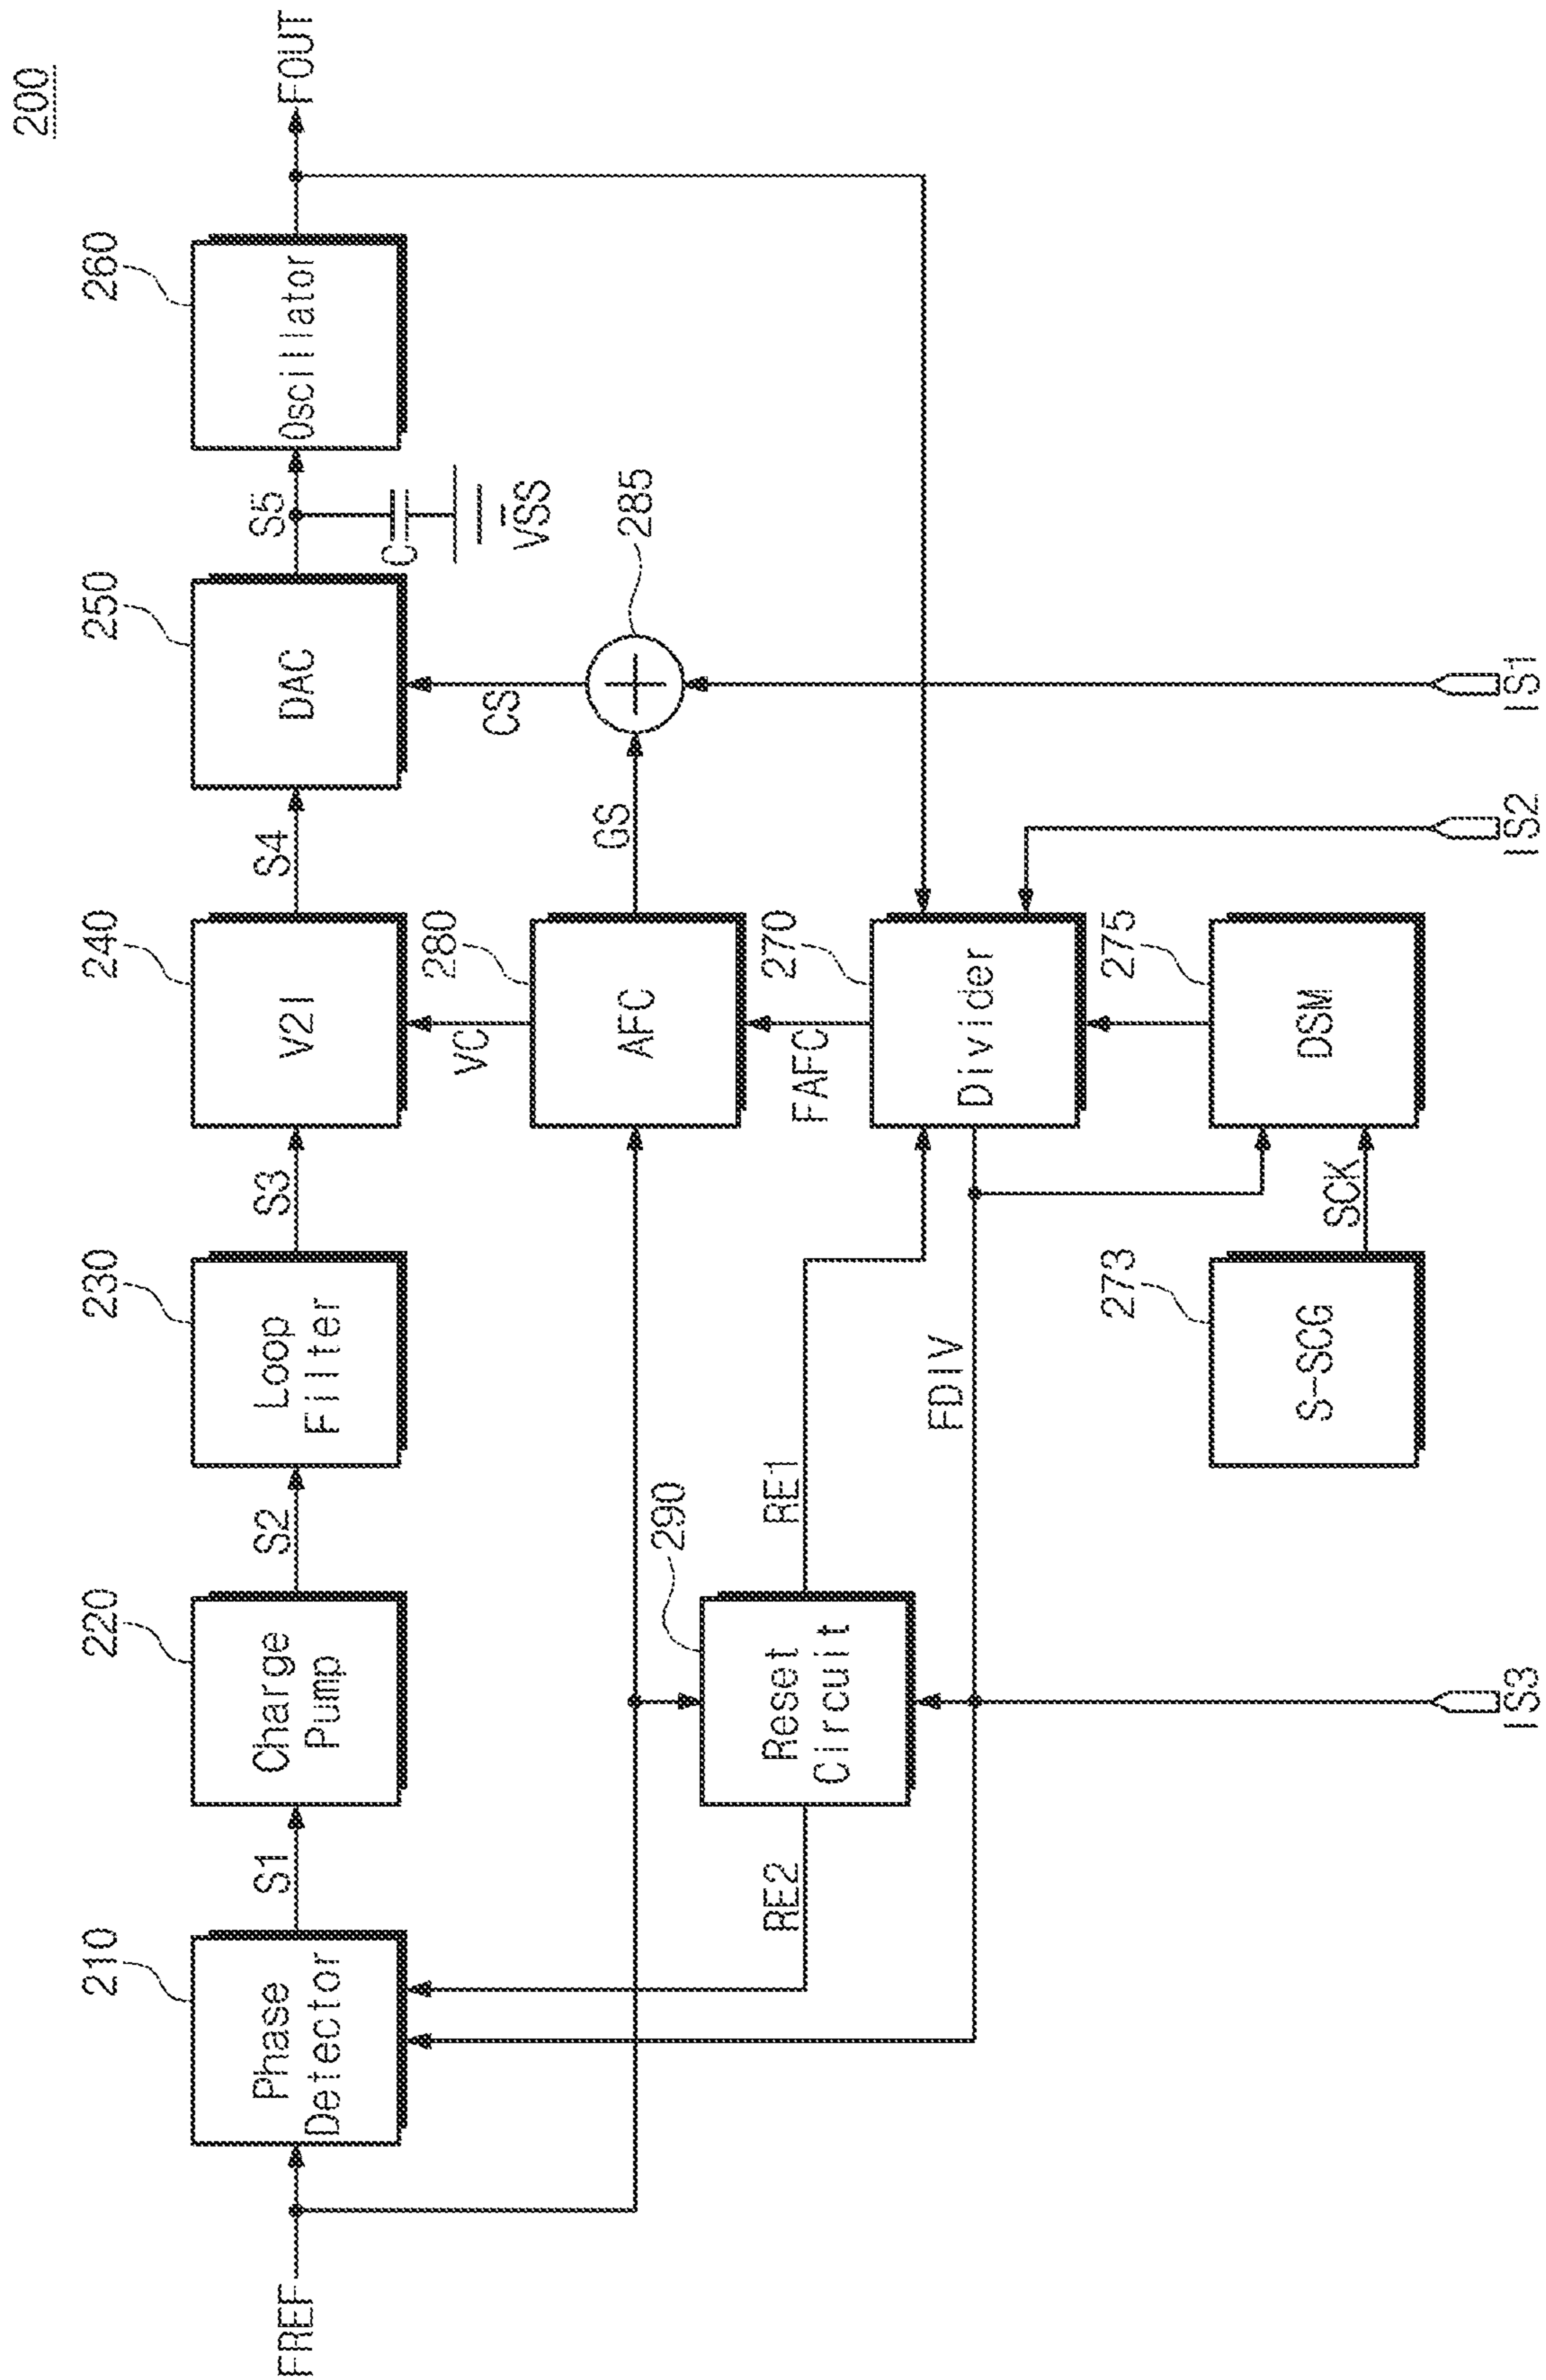 200
210
220
230
240
250
260
FREF
Phase
Detector
S1
Charge
Pump
S2
Loop
Filter
S3
V2I
S4
DAC
S5
Oscillator
FOUT
C
VSS
VC
CS
280
285
AFC
GS
290
RE2
Reset
Circuit
RE1
FAFC
270
Divider
FDIV
273
S-SCG
SCK
275
DSM
IS3
IS2
IS1